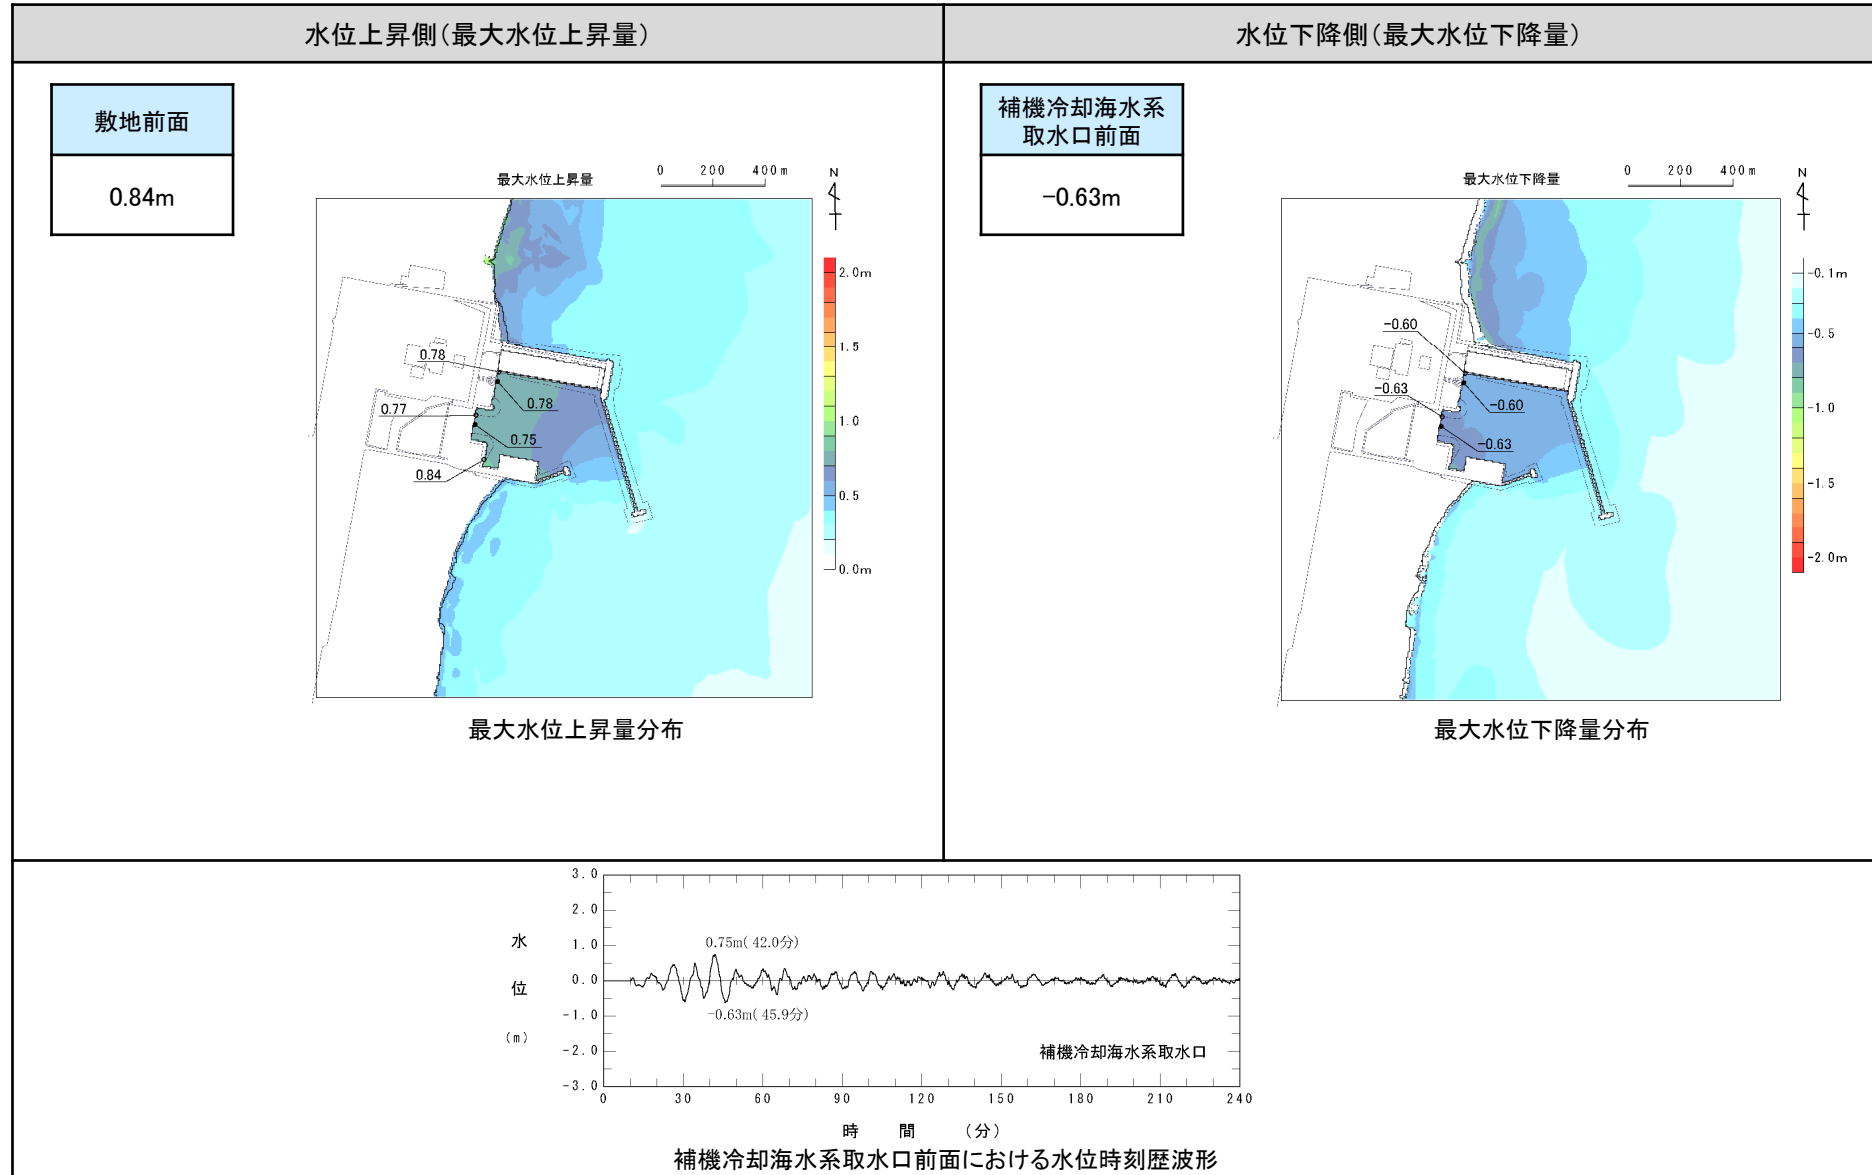 水位上昇側(最大水位上昇量)
水位下降側(最大水位下降量)
敷地前面
0.84m
最大水位上昇量
0 200 400m
N
2.0m
1.5
1.0
0.5
0.0m
0.78
0.78
0.77
0.75
0.84
最大水位上昇量分布
補機冷却海水系
取水口前面
-0.63m
最大水位下降量
0 200 400m
N
-0.1m
-0.5
-1.0
-1.5
-2.0m
-0.60
-0.63
-0.60
-0.63
最大水位下降量分布
3.0
2.0
1.0
0.0
-1.0
-2.0
-3.0
水位
(m)
0.75m( 42.0分)
-0.63m( 45.9分)
補機冷却海水系取水口
0 30 60 90 120 150 180 210 240
時 間 (分)
補機冷却海水系取水口前面における水位時刻歴波形